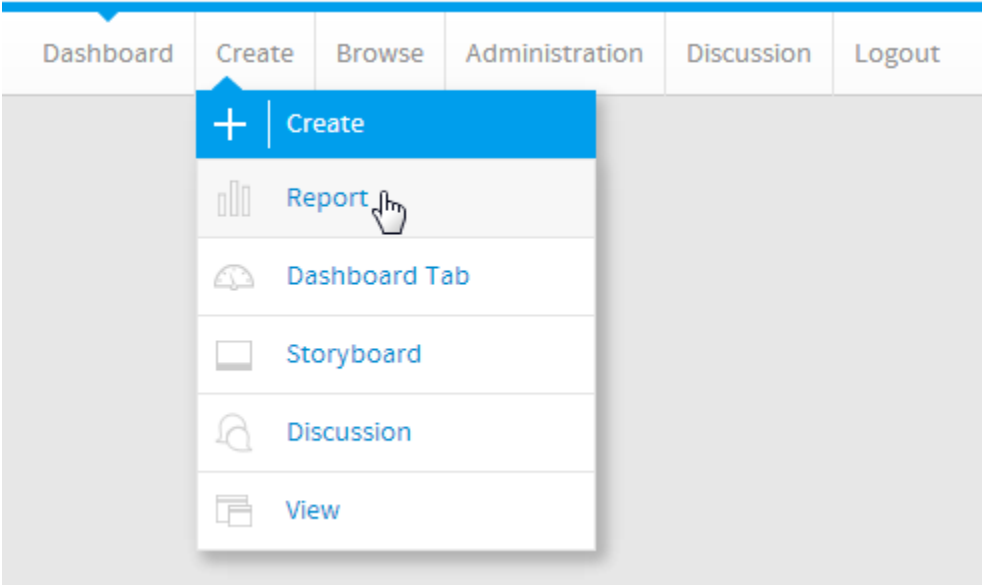 Dashboard Create Browse Administration Discussion Logout
Create
Report
Dashboard Tab
Storyboard
Discussion
View